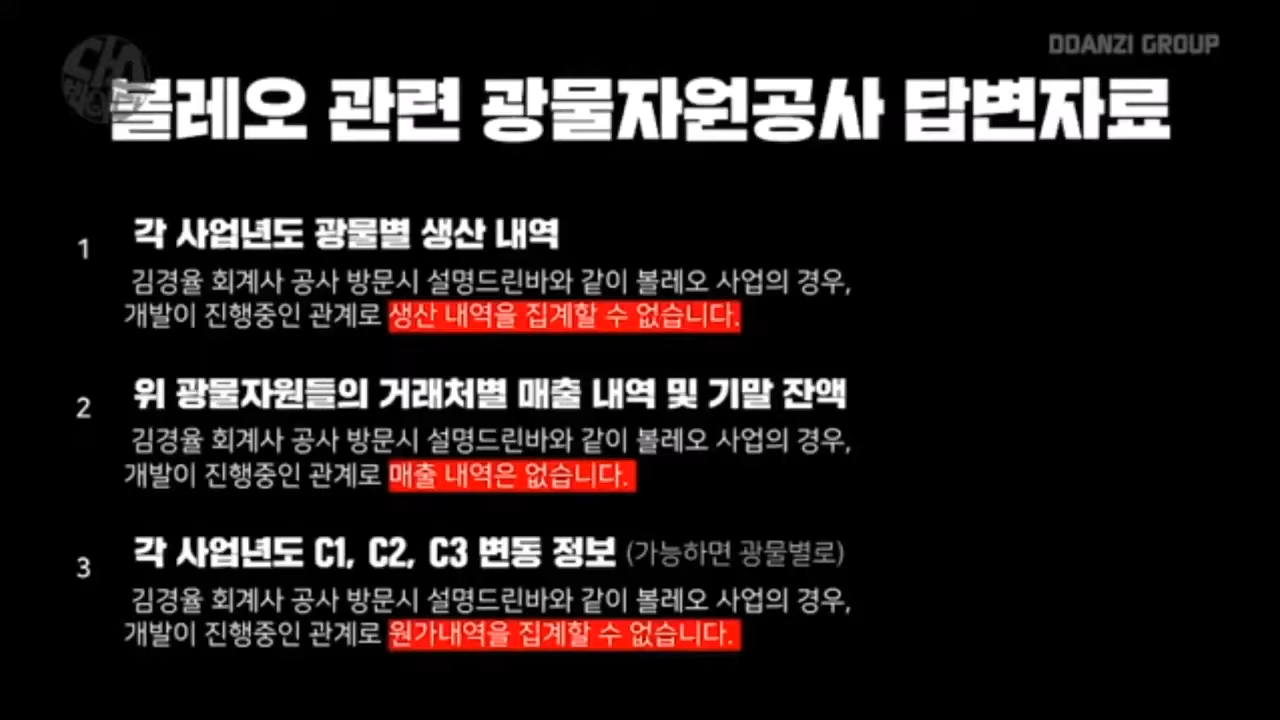 DDANZI GROUP
볼레오 관련 광물자원공사 답변자료
1 각 사업년도 광물별 생산 내역
김경율 회계사 공사 방문시 설명드린바와 같이 볼레오 사업의 경우,
개발이 진행중인 관계로 생산 내역을 집계할 수 없습니다.
2 위 광물자원들의 거래처별 매출 내역 및 기말 잔액
김경율 회계사 공사 방문시 설명드린바와 같이 볼레오 사업의 경우,
개발이 진행중인 관계로 매출 내역은 없습니다.
3 각 사업년도 C1, C2, C3 변동 정보 (가능하면 광물별로)
김경율 회계사 공사 방문시 설명드린바와 같이 볼레오 사업의 경우,
개발이 진행중인 관계로 원가내역을 집계할 수 없습니다.